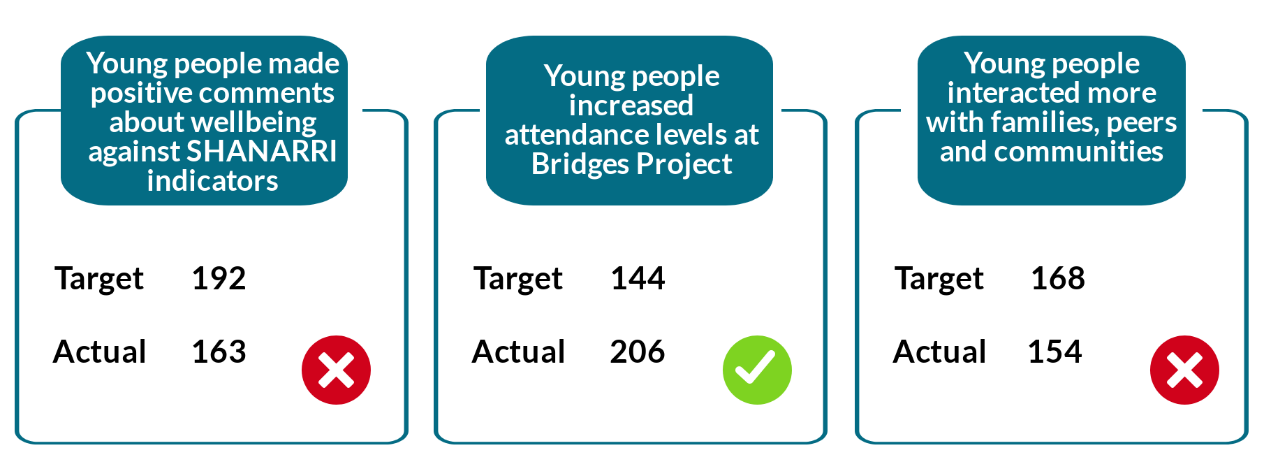 Young people made
positive comments
about wellbeing
against SHANARRI
indicators
Target 192
Actual 163
Young people
increased
attendance levels at
Bridges Project
Target 144
Actual 206
Young people
interacted more
with families, peers
and communities
Target 168
Actual 154